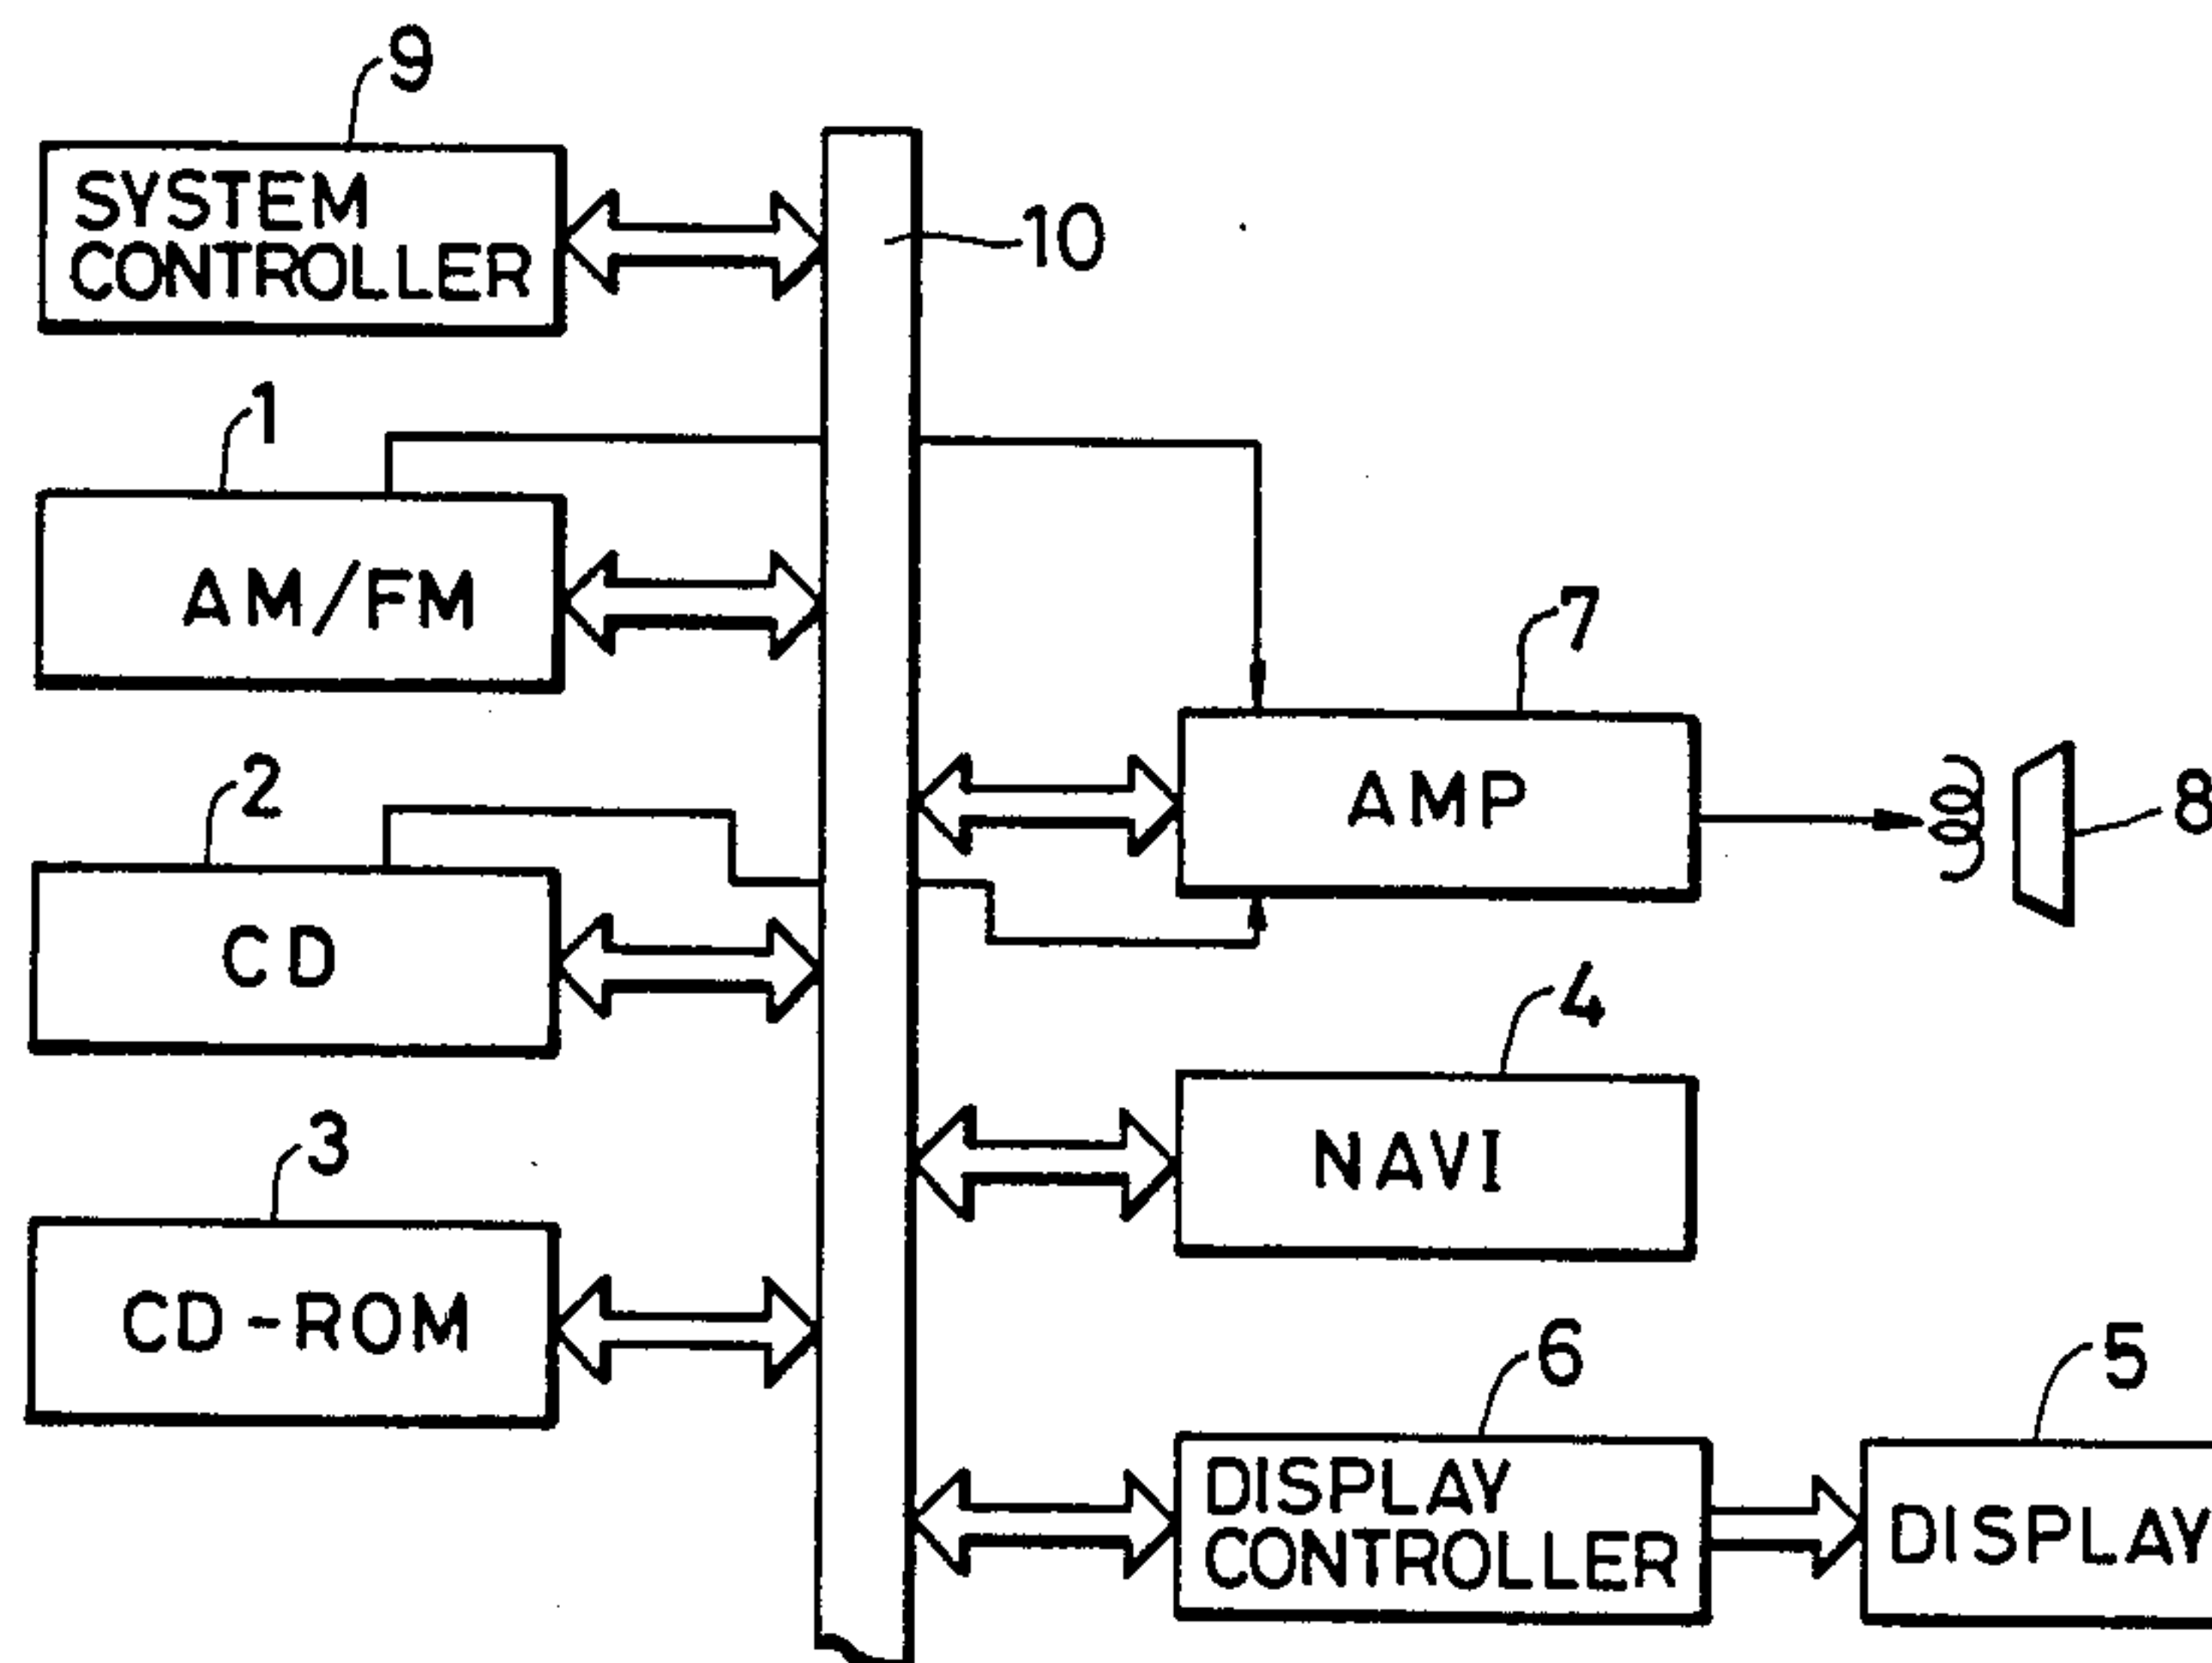 9
SYSTEM
CONTROLLER
10
1
AM/FM
7
AMP
8
2
CD
4
NAVI
3
CD-ROM
6
DISPLAY
CONTROLLER
5
DISPLAY